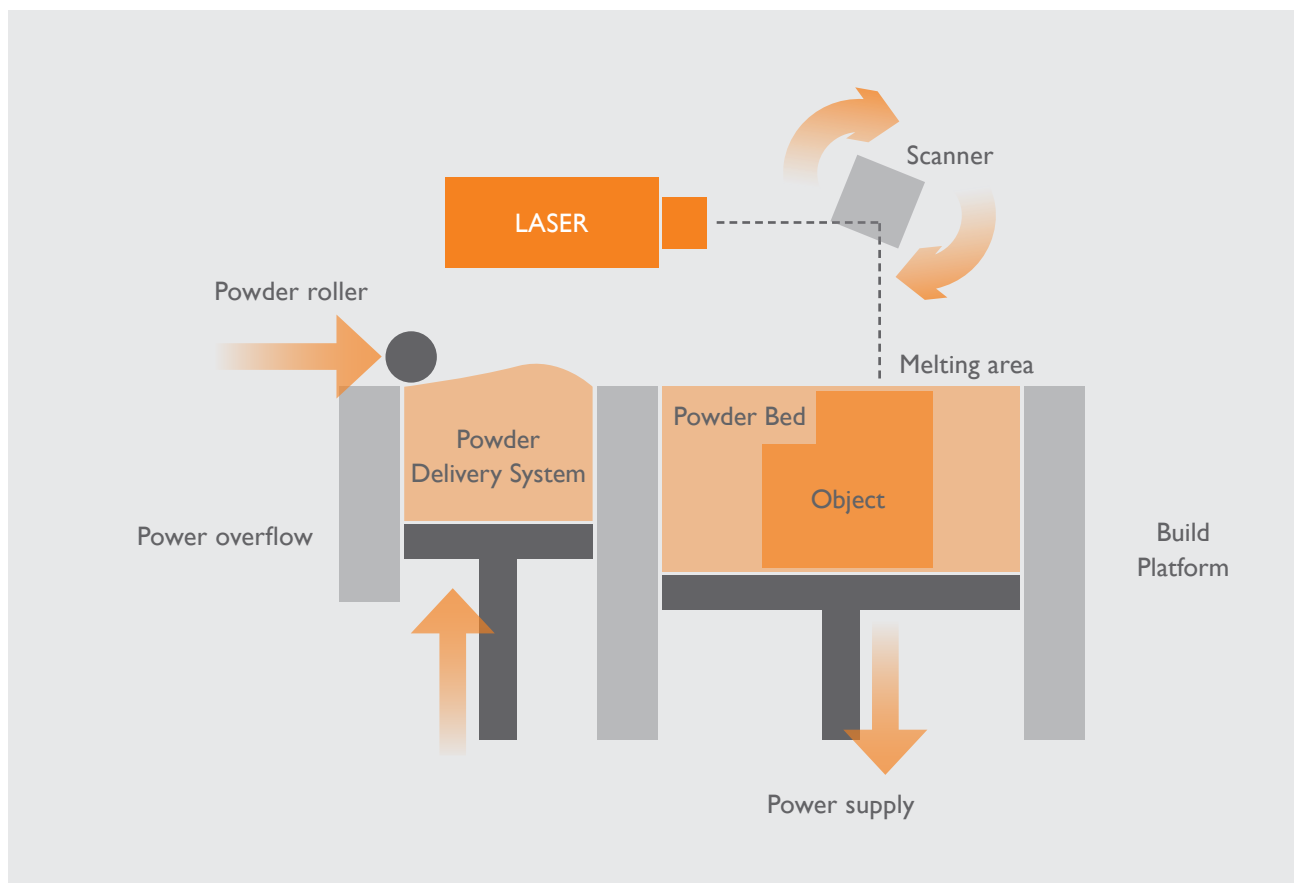 Scanner
LASER
Powder roller
Melting area
Powder Bed
Powder
Delivery System
Object
Power overflow
Build
Platform
Power supply